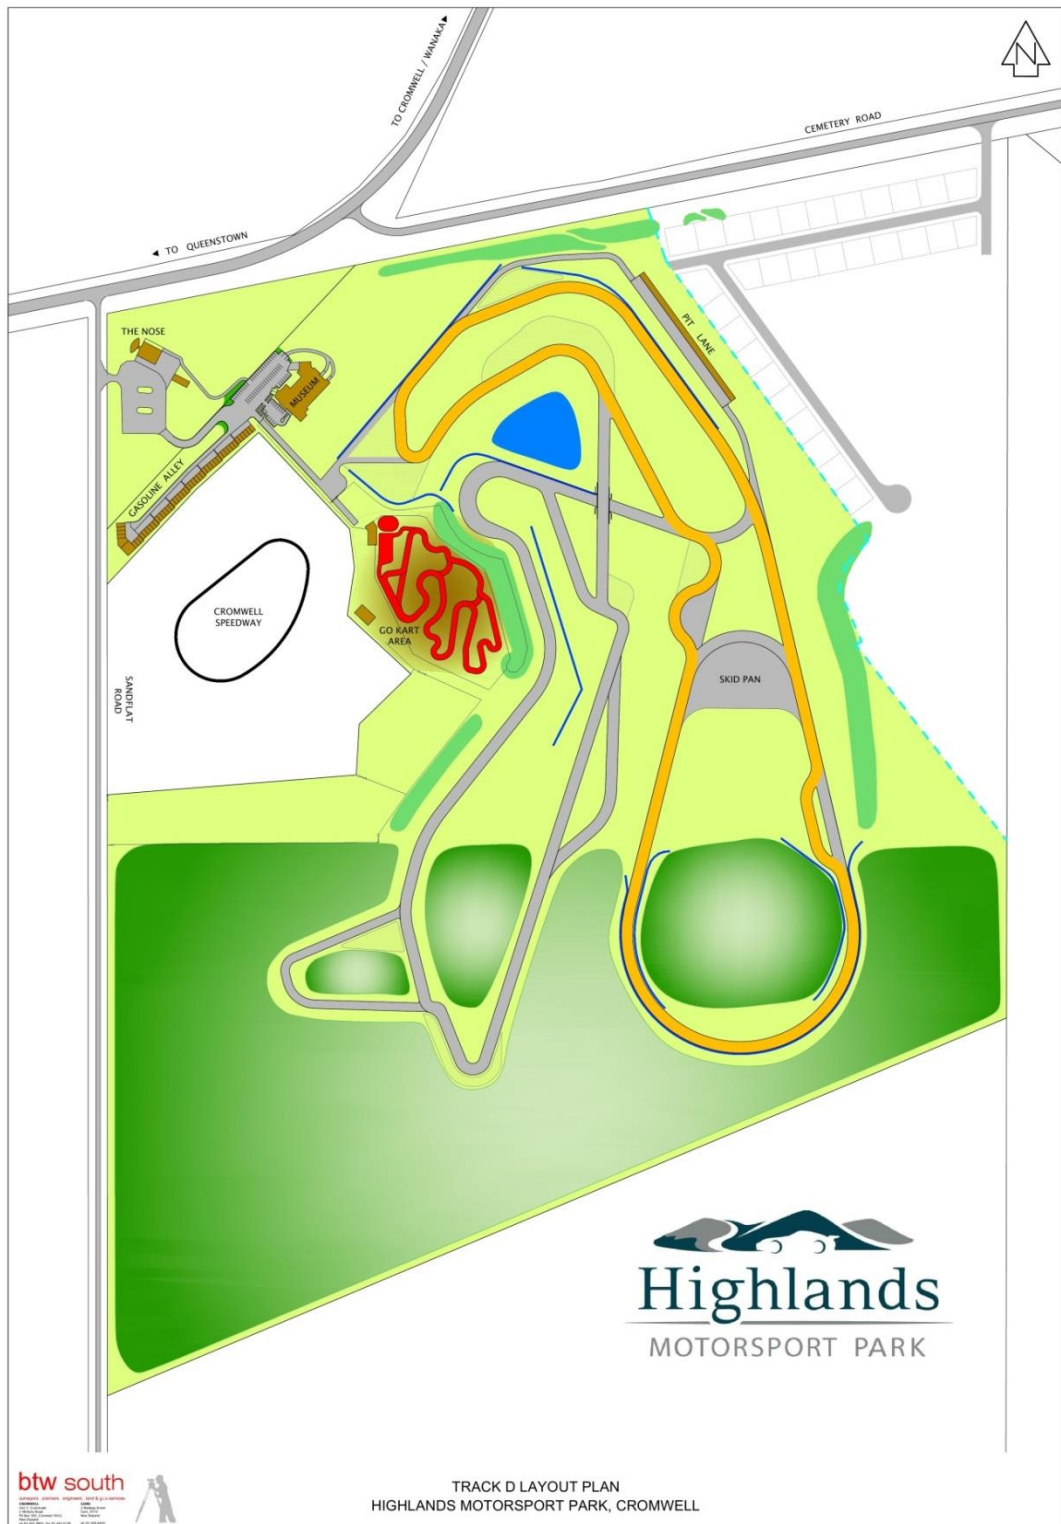 N
TO CROMWELL / WANAKA
CEMETERY ROAD
TO QUEENSTOWN
THE NOSE
PIT LANE
MUSEUM
GASOLINE ALLEY
CROMWELL
SPEEDWAY
GO KART
AREA
SKID PAN
SANDFLAT
ROAD
Highlands
MOTORSPORT PARK
btw south
TRACK D LAYOUT PLAN
HIGHLANDS MOTORSPORT PARK, CROMWELL